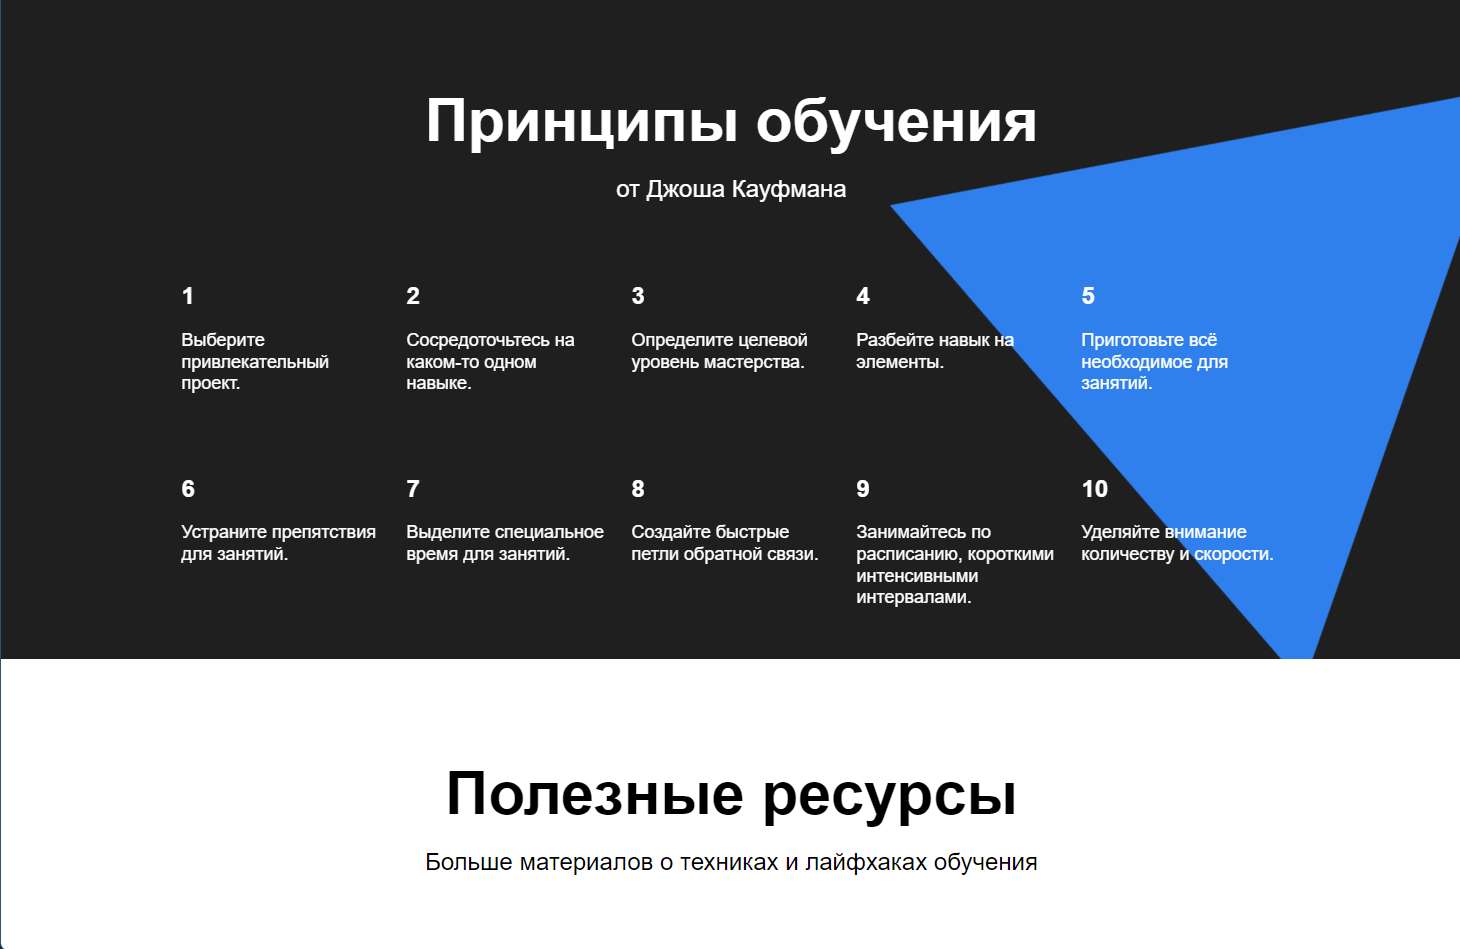 Принципы обучения
от Джоша Кауфмана
1
Выберите
привлекательный
проект.
2
Сосредоточьтесь на
каком-то одном
навыке.
3
Определите целевой
уровень мастерства.
4
Разбейте навык на
элементы.
5
Приготовьте всё
необходимое для
занятий.
6
Устраните препятствия
для занятий.
7
Выделите специальное
время для занятий.
8
Создайте быстрые
петли обратной связи.
9
Занимайтесь по
расписанию, короткими
интенсивными
интервалами.
10
Уделяйте внимание
количеству и скорости.
Полезные ресурсы
Больше материалов о техниках и лайфхаках обучения